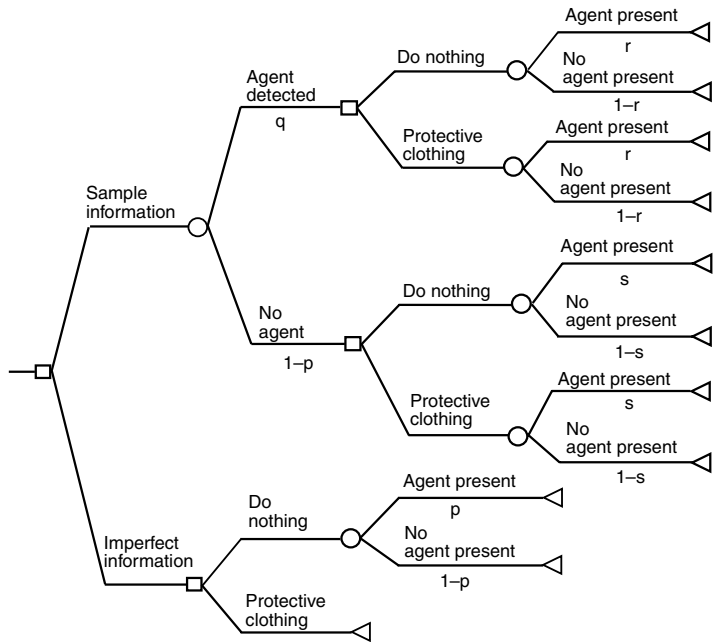 Agent present
r
Do nothing
No
agent present
1–r
Agent
detected
q
Protective
clothing
Agent present
r
No
agent present
1–r
Sample
information
Agent present
s
Do nothing
No
agent present
1–s
No
agent
1–p
Protective
clothing
Agent present
s
No
agent present
1–s
Imperfect
information
Do
nothing
Agent present
p
No
agent present
1–p
Protective
clothing